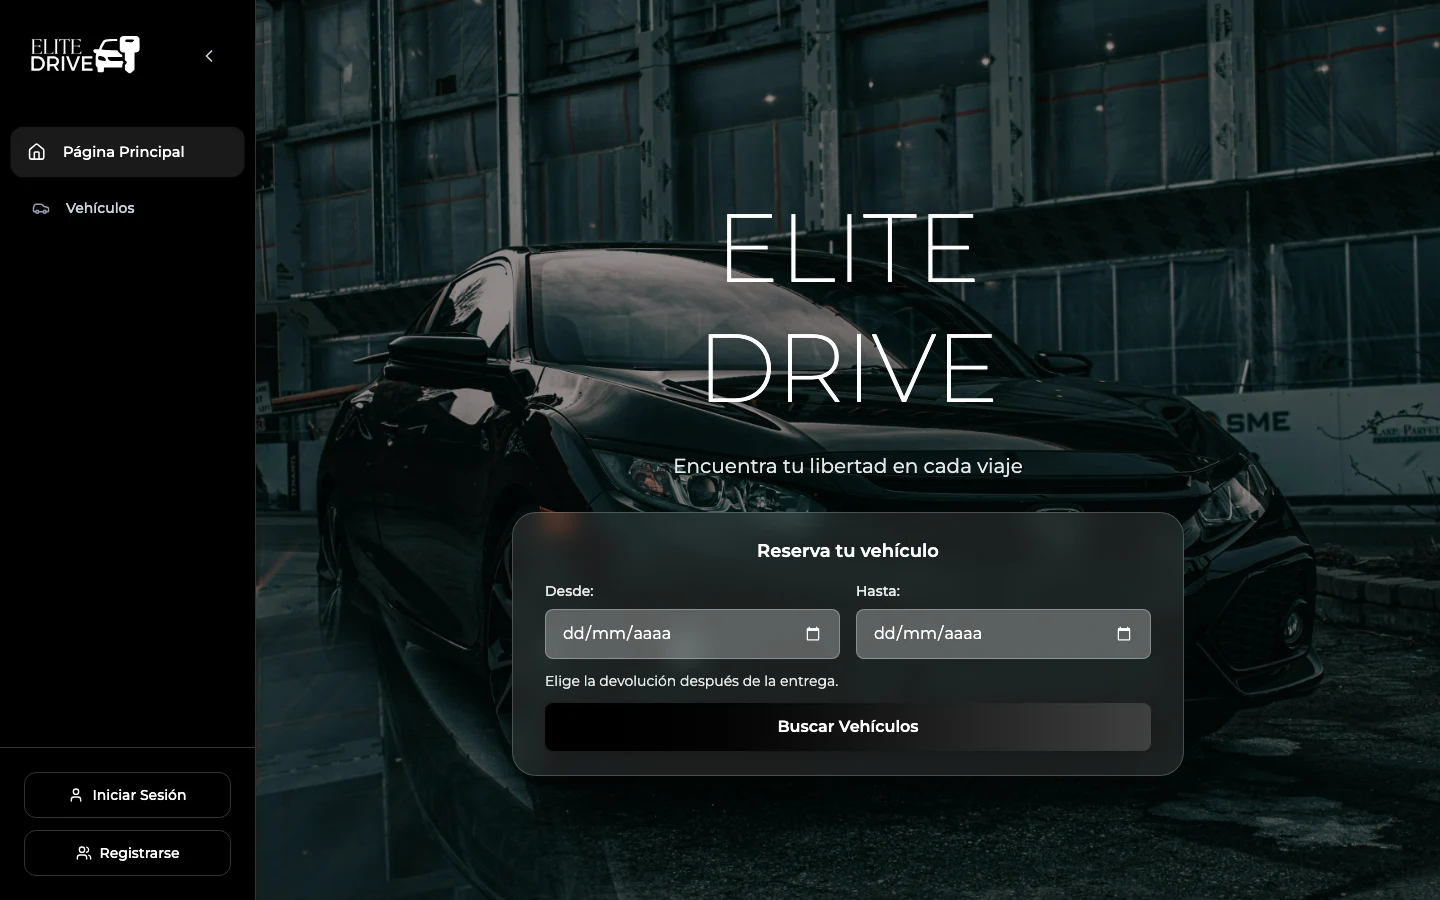 ELITE
DRIVE
Página Principal
Vehículos
ELITE
DRIVE
SME
Encuentra tu libertad en cada viaje
Reserva tu vehículo
Desde:
Hasta:
dd/mm/aaaa
dd/mm/aaaa
Elige la devolución después de la entrega.
Buscar Vehículos
Iniciar Sesión
Registrarse